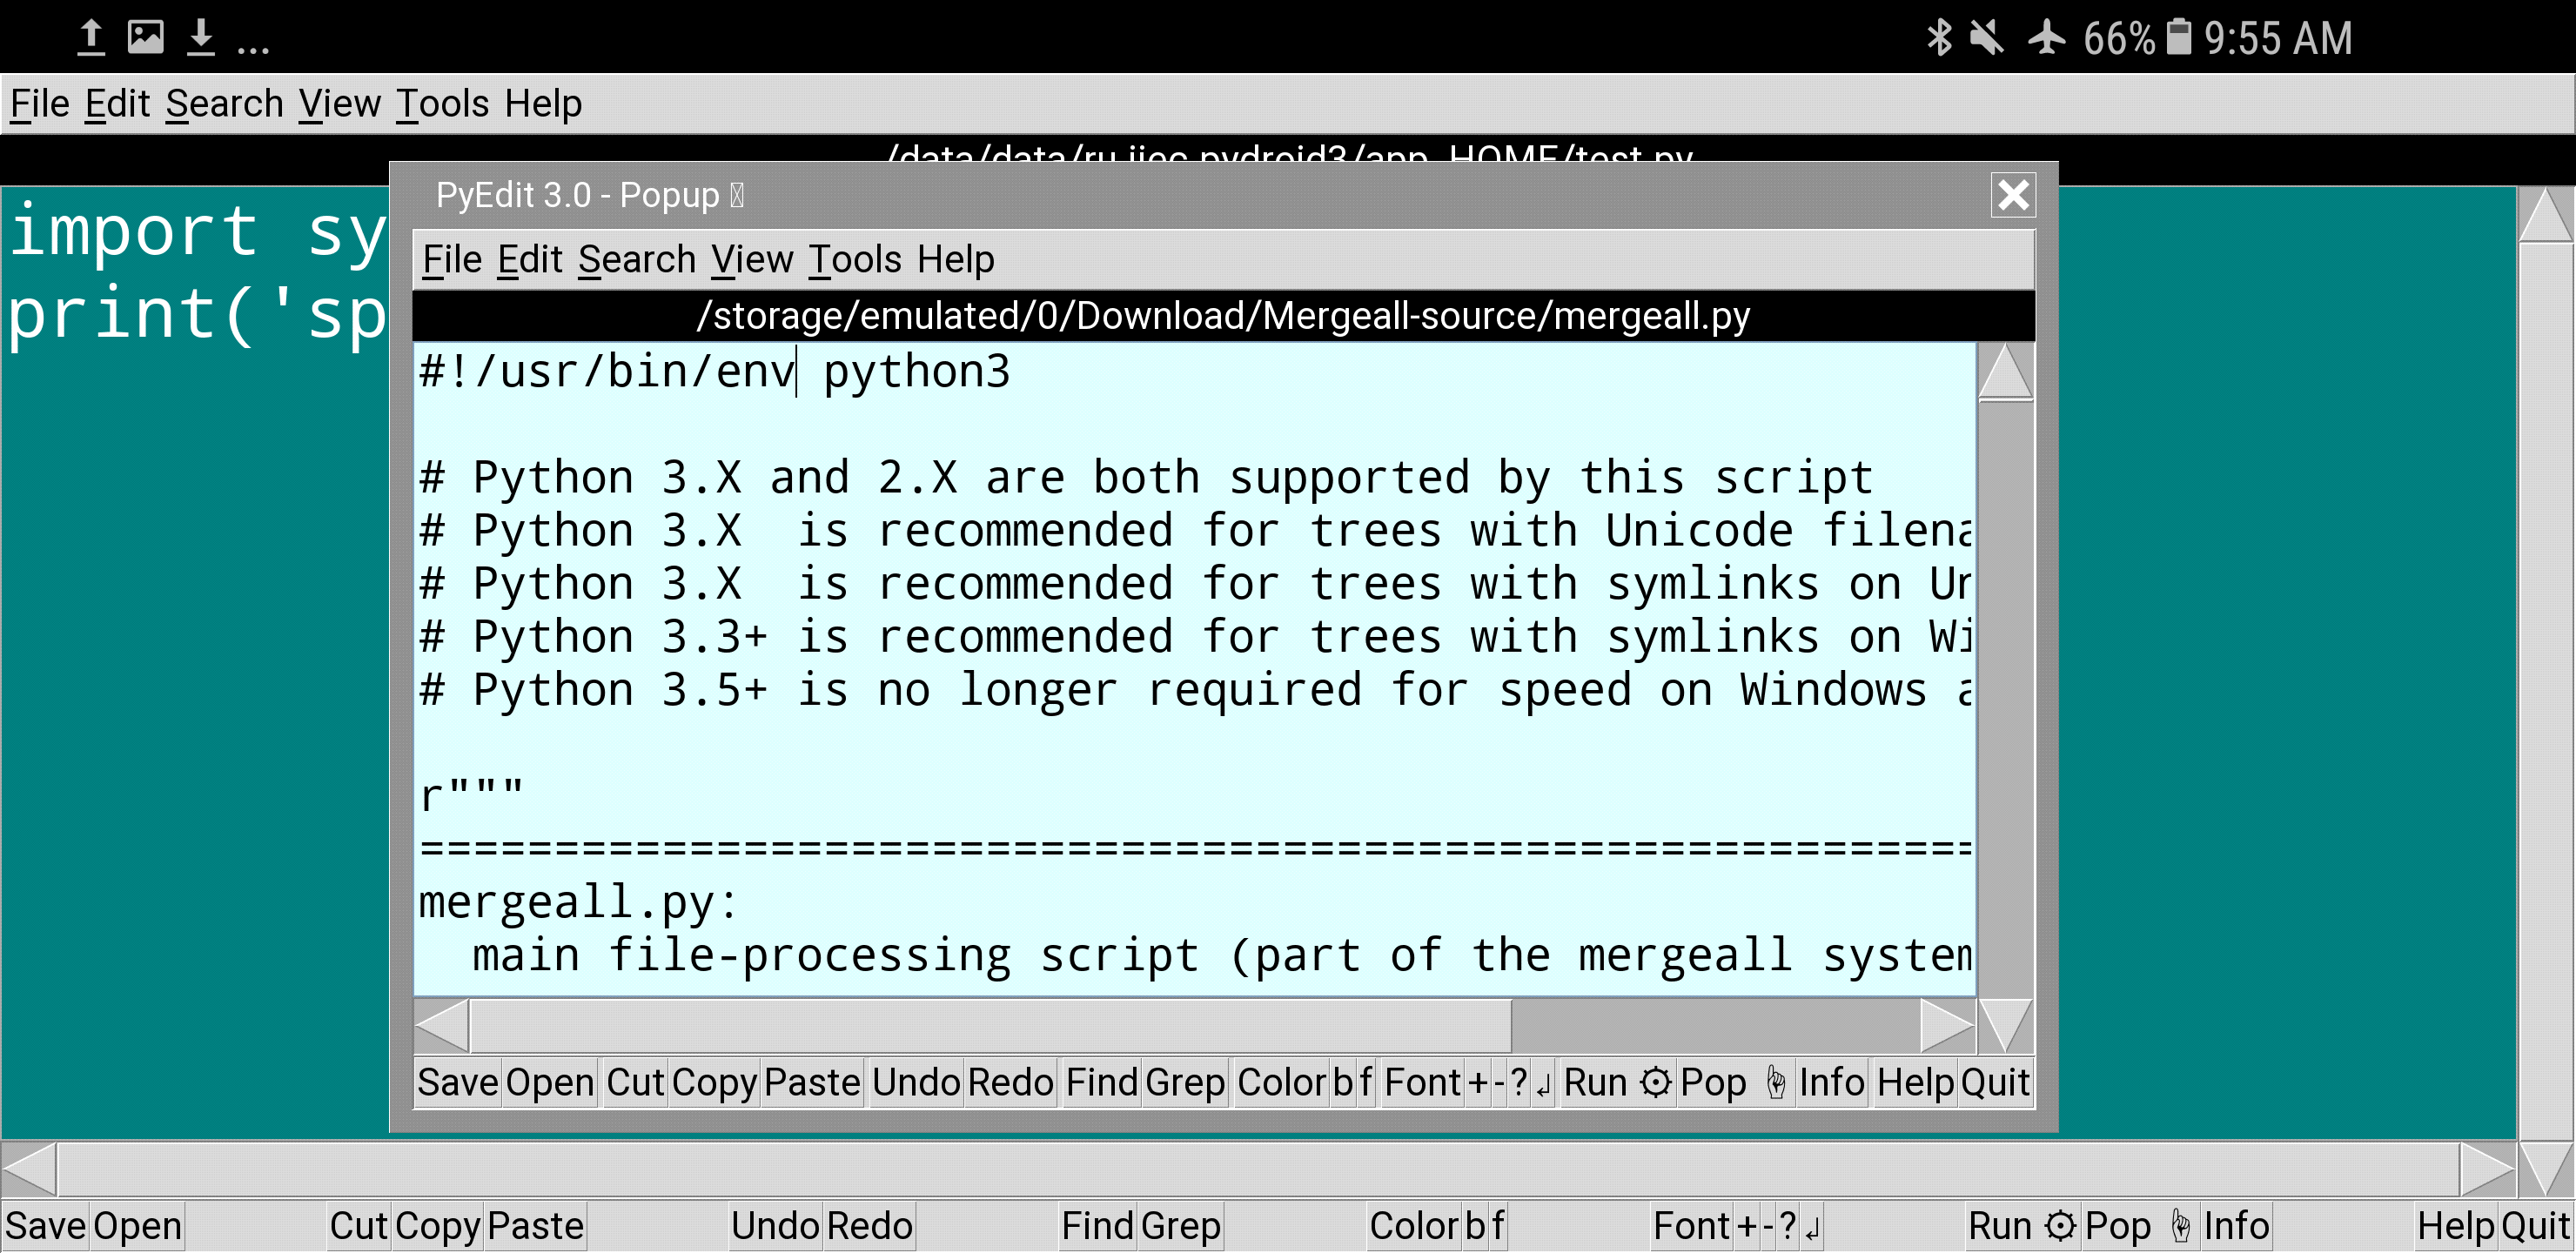 ... 66% 9:55 AM
File Edit Search View Tools Help
/data/data/ru.iiec.pydroid3/app_HOME/test.py
import sy
print('sp
PyEdit 3.0 - Popup
File Edit Search View Tools Help
/storage/emulated/0/Download/Mergeall-source/mergeall.py
#!/usr/bin/env python3
# Python 3.X and 2.X are both supported by this script
# Python 3.X  is recommended for trees with Unicode filena
# Python 3.X  is recommended for trees with symlinks on Un
# Python 3.3+ is recommended for trees with symlinks on Wi
# Python 3.5+ is no longer required for speed on Windows a
r"""
==========================================================
mergeall.py:
  main file-processing script (part of the mergeall system
Save Open Cut Copy Paste Undo Redo Find Grep Color b f Font + - ? ↲ Run ⚙ Pop ☝ Info Help Quit
Save Open Cut Copy Paste Undo Redo Find Grep Color b f Font + - ? ↲ Run ⚙ Pop ☝ Info Help Quit